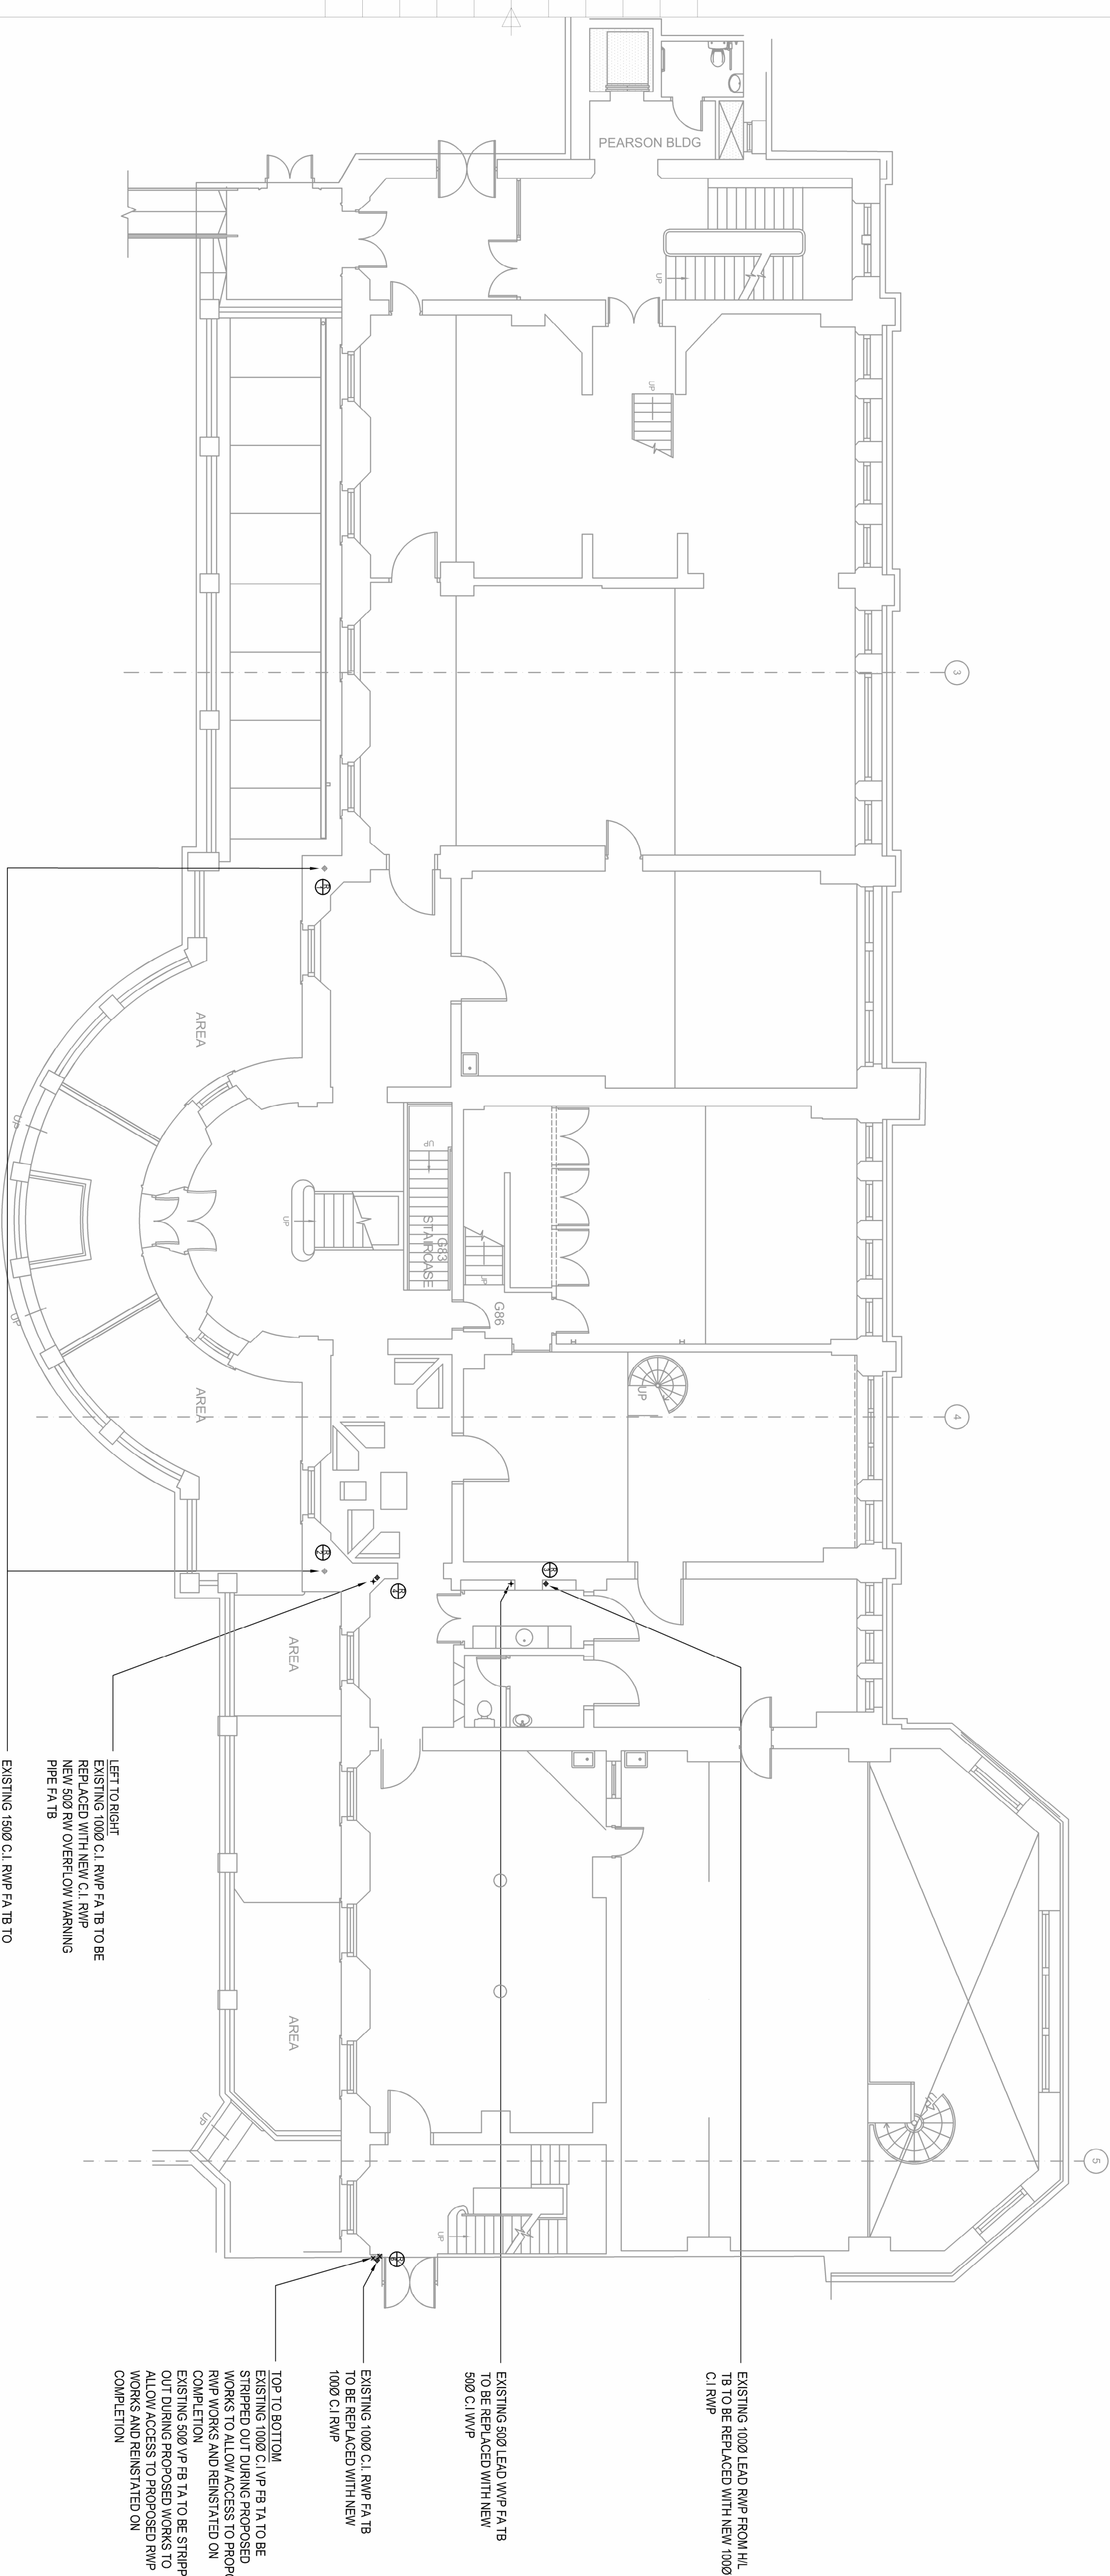 PEARSON BLDG
UP
UP
3
R
1
AREA
UP
UP
G83
STAIRCASE
UP
UP
G86
UP
AREA
UP
4
R
2
R
4
R
3
AREA
AREA
UP
UP
UP
5
EXISTING 100Ø LEAD RWP FROM H/L
TB TO BE REPLACED WITH NEW 100Ø
C.I RWP
EXISTING 50Ø LEAD WVP FA TB
TO BE REPLACED WITH NEW
50Ø C.I WVP
EXISTING 100Ø C.I. RWP FA TB
TO BE REPLACED WITH NEW
100Ø C.I RWP
TOP TO BOTTOM
EXISTING 100Ø C.I VP FB TA TO BE
STRIPPED OUT DURING PROPOSED
WORKS TO ALLOW ACCESS TO
RWP WORKS AND REINSTATED ON
COMPLETION
EXISTING 50Ø VP FB TA TO BE
OUT DURING PROPOSED WORKS TO
ALLOW ACCESS TO PROPOSED RWP
WORKS AND REINSTATED ON
COMPLETION
LEFT TO RIGHT
EXISTING 100Ø C.I. RWP FA TB TO BE
REPLACED WITH NEW C.I. RWP
NEW 50Ø RW OVERFLOW WARNING
PIPE FA TB
EXISTING 150Ø C.I. RWP FA TB TO